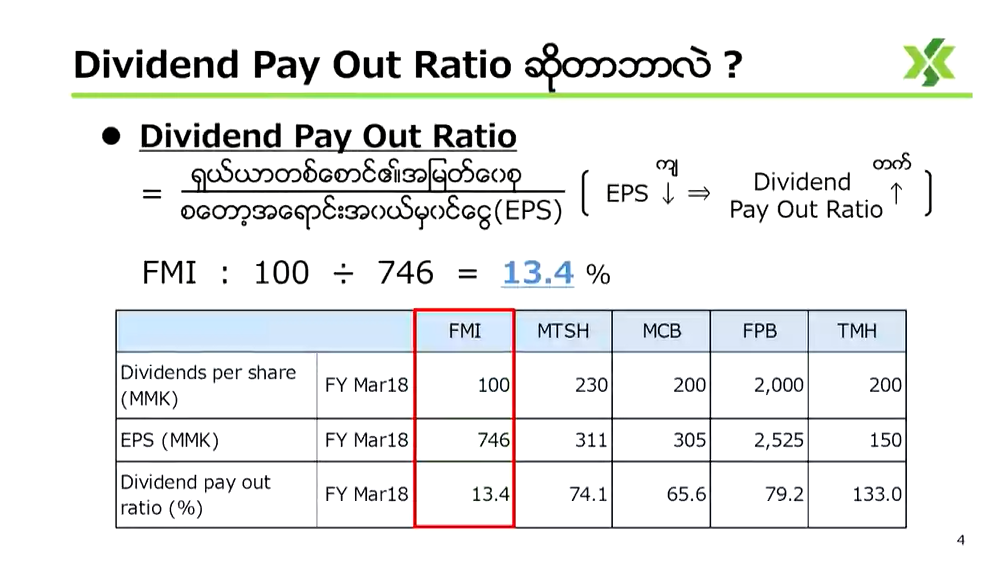 Dividend Pay Out Ratio ဆိုတာဘာလဲ ?
● Dividend Pay Out Ratio
= ရှယ်ယာတစ်စောင်၏အမြတ်ဝေစု
စတော့အရောင်းအဝယ်မှဝင်ငွေ(EPS)
( EPS ကျ ↓ ⇒ Dividend Pay Out Ratio တက် ↑ )
FMI : 100 ÷ 746 = 13.4 %
FMI MTSH MCB FPB TMH
Dividends per share (MMK) FY Mar18 100 230 200 2,000 200
EPS (MMK) FY Mar18 746 311 305 2,525 150
Dividend pay out ratio (%) FY Mar18 13.4 74.1 65.6 79.2 133.0
4